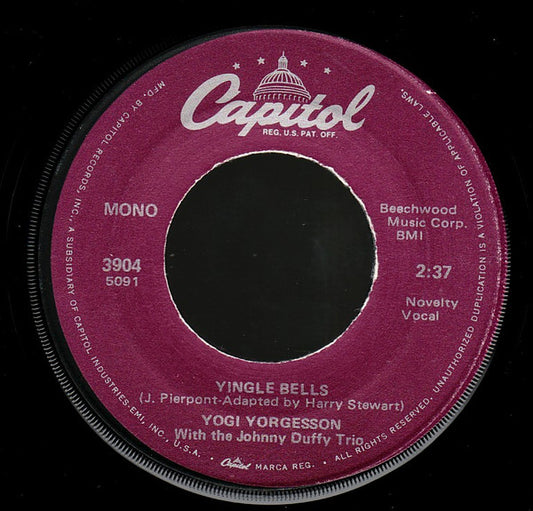 Capitol
REG. U.S. PAT. OFF.
MONO
3904
5091
Beechwood
Music Corp.
BMI
2:37
Novelty
Vocal
YINGLE BELLS
(J. Pierpont-Adapted by Harry Stewart)
YOGI YORGESSON
With the Johnny Duffy Trio
Capitol MARCA REG.
MFD. BY CAPITOL RECORDS, INC., A SUBSIDIARY OF CAPITOL INDUSTRIES-EMI, INC., U.S.A. • ALL RIGHTS RESERVED. UNAUTHORIZED DUPLICATION IS A VIOLATION OF APPLICABLE LAWS.